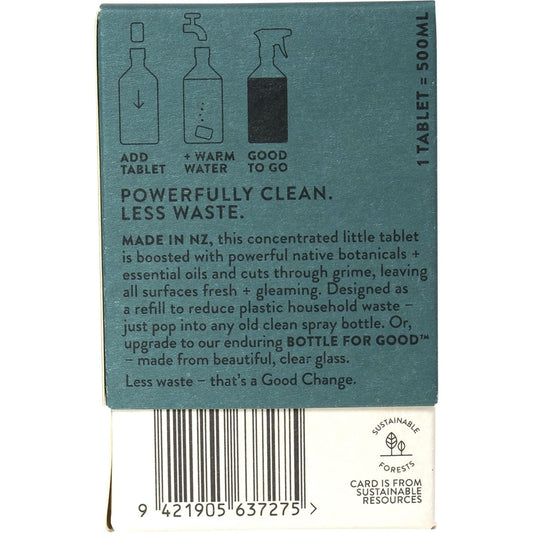 ADD TABLET
+ WARM WATER
GOOD TO GO
1 TABLET = 500ML
POWERFULLY CLEAN.
LESS WASTE.
MADE IN NZ, this concentrated little tablet
is boosted with powerful native botanicals +
essential oils and cuts through grime, leaving
all surfaces fresh + gleaming. Designed as
a refill to reduce plastic household waste –
just pop into any old clean spray bottle. Or,
upgrade to our enduring BOTTLE FOR GOOD™
– made from beautiful, clear glass.
Less waste – that's a Good Change.
SUSTAINABLE
FORESTS
CARD IS FROM
SUSTAINABLE
RESOURCES
9 421905 637275 >